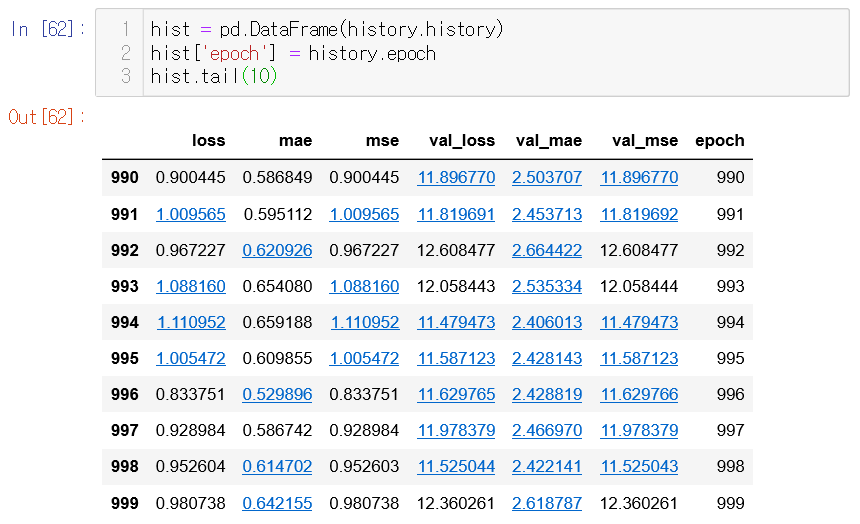 In [62]:
1 hist = pd.DataFrame(history.history)
2 hist['epoch'] = history.epoch
3 hist.tail(10)
Out[62]:
loss mae mse val_loss val_mae val_mse epoch
990 0.900445 0.586849 0.900445 11.896770 2.503707 11.896770 990
991 1.009565 0.595112 1.009565 11.819691 2.453713 11.819692 991
992 0.967227 0.620926 0.967227 12.608477 2.664422 12.608477 992
993 1.088160 0.654080 1.088160 12.058443 2.535334 12.058444 993
994 1.110952 0.659188 1.110952 11.479473 2.406013 11.479473 994
995 1.005472 0.609855 1.005472 11.587123 2.428143 11.587123 995
996 0.833751 0.529896 0.833751 11.629765 2.428819 11.629766 996
997 0.928984 0.586742 0.928984 11.978379 2.466970 11.978379 997
998 0.952604 0.614702 0.952603 11.525044 2.422141 11.525043 998
999 0.980738 0.642155 0.980738 12.360261 2.618787 12.360261 999